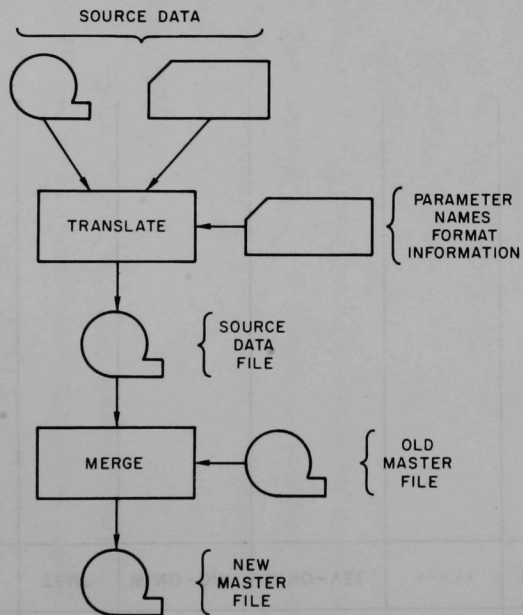 SOURCE DATA
TRANSLATE
PARAMETER
NAMES
FORMAT
INFORMATION
SOURCE
DATA
FILE
MERGE
OLD
MASTER
FILE
NEW
MASTER
FILE